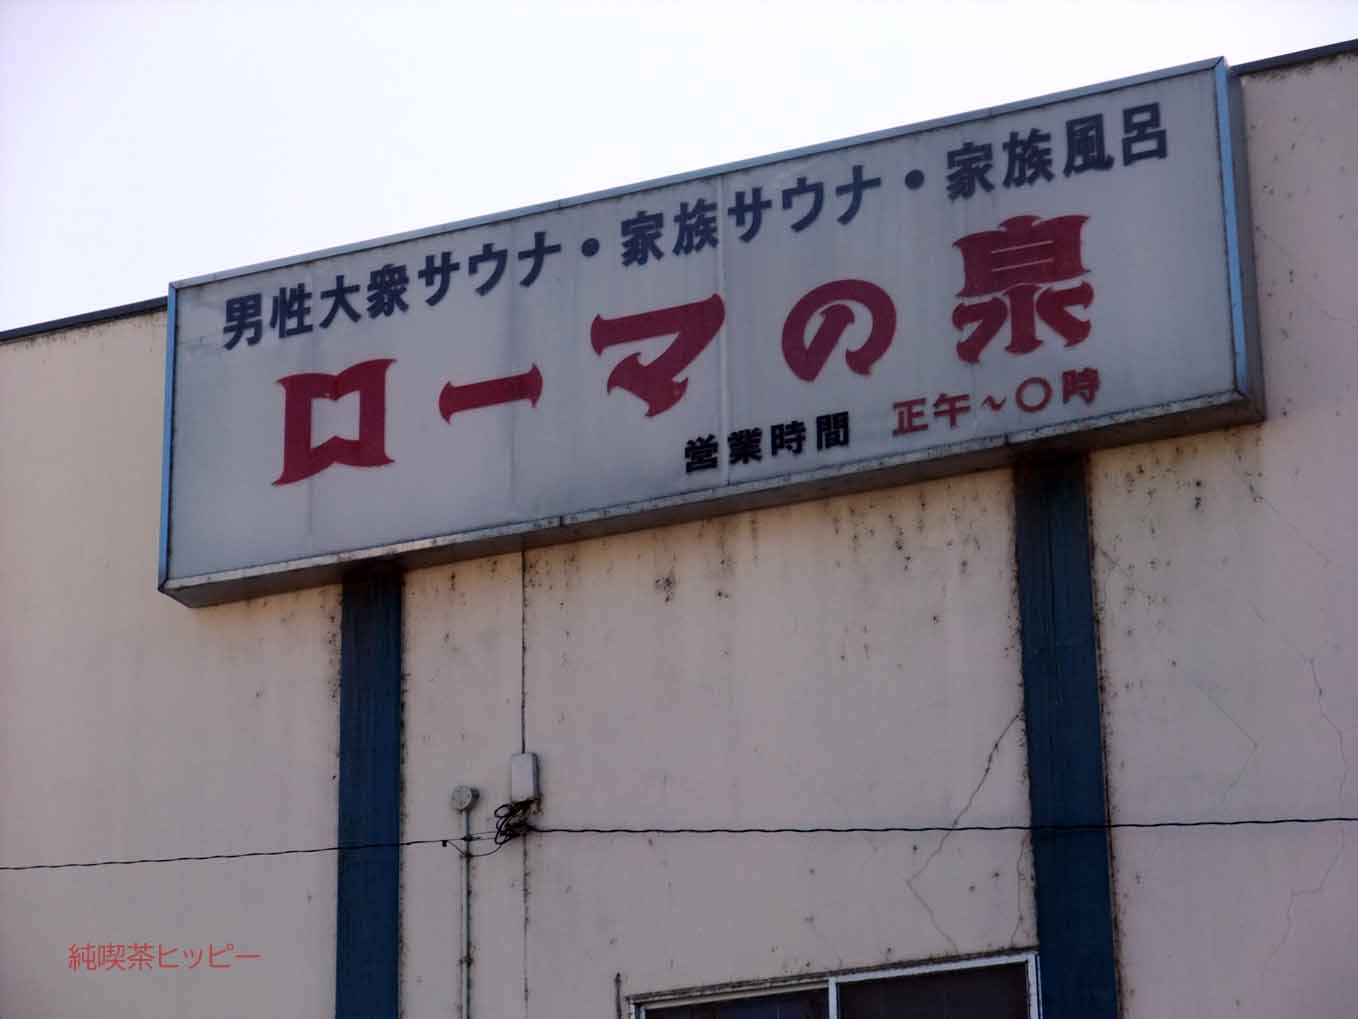 男性大衆サウナ・家族サウナ・家族風呂
ローマの泉
営業時間 正午~〇時
純喫茶ヒッピー